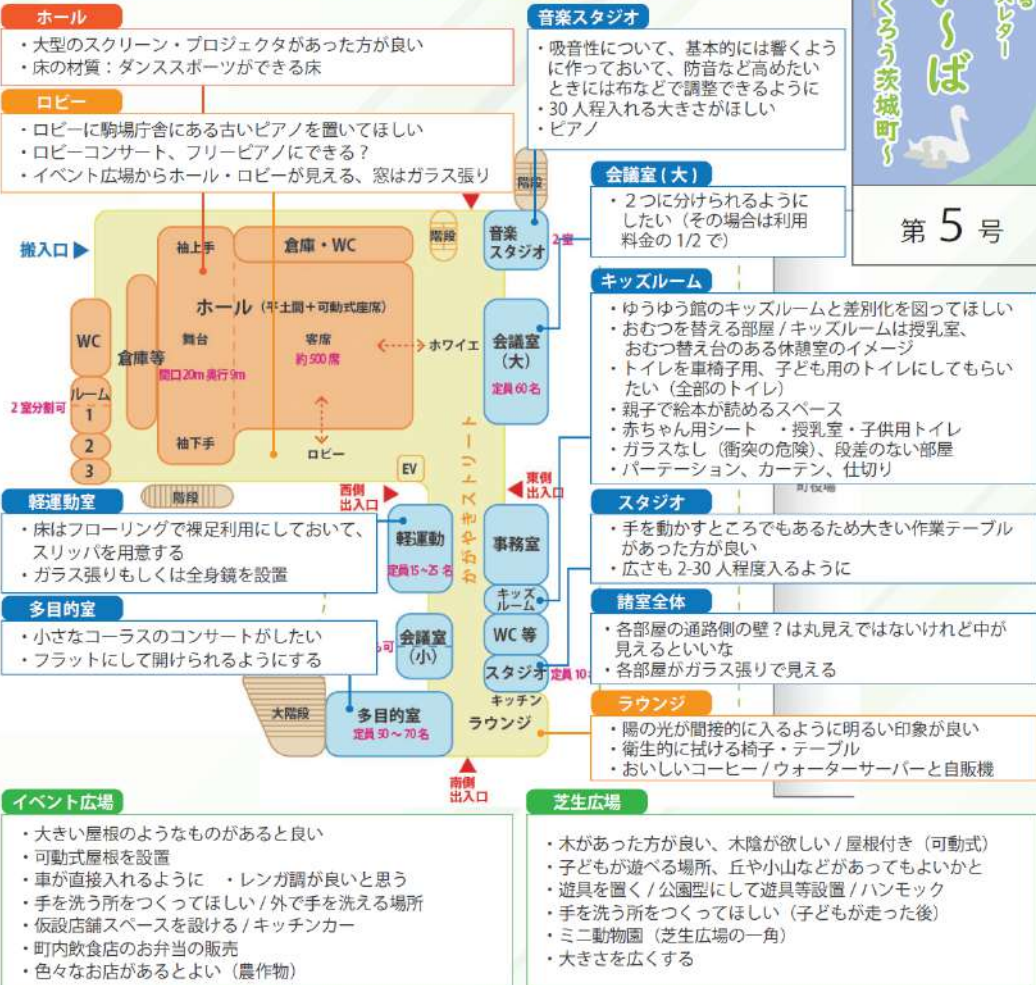 ホール
・大型のスクリーン・プロジェクタがあった方が良い
・床の材質：ダンススポーツができる床
ロビー
・ロビーに駒場庁舎にある古いピアノを置いてほしい
・ロビーコンサート、フリーピアノにできる？
・イベント広場からホール・ロビーが見える、窓はガラス張り
音楽スタジオ
・吸音性について、基本的には響くよう
に作っておいて、防音など高めたい
ときには布などで調整できるように
・30 人程入れる大きさがほしい
・ピアノ
スレター
い～ば
くろう茨城町～
第 5 号
会議室 ( 大 )
・２つに分けられるように
したい（その場合は利用
料金の 1/2 で）
キッズルーム
・ゆうゆう館のキッズルームと差別化を図ってほしい
・おむつを替える部屋 / キッズルームは授乳室、
おむつ替え台のある休憩室のイメージ
・トイレを車椅子用、子ども用のトイレにしてもらい
たい（全部のトイレ）
・親子で絵本が読めるスペース
・赤ちゃん用シート　・授乳室・子供用トイレ
・ガラスなし（衝突の危険）、段差のない部屋
・パーテーション、カーテン、仕切り
町役場
スタジオ
・手を動かすところでもあるため大きい作業テーブル
があった方が良い
・広さも 2-30 人程度入るように
諸室全体
・各部屋の通路側の壁？は丸見えではないけれど中が
見えるといいな
・各部屋がガラス張りで見える
ラウンジ
・陽の光が間接的に入るように明るい印象が良い
・衛生的に拭ける椅子・テーブル
・おいしいコーヒー / ウォーターサーバーと自販機
搬入口
袖上手
倉庫・WC
階段
階段
音楽
スタジオ
2室
ホール（平土間＋可動式座席）
WC
倉庫等
舞台
間口20m奥行9m
客席
約500席
ホワイエ
会議室
（大）
定員60名
2室分割可
ルーム
1
2
3
袖下手
ロビー
EV
階段
西側
出入口
東側
出入口
かがやきストリート
軽運動
定員15~25 名
事務室
キッズ
ルーム
会議室
（小）
も可
WC 等
スタジオ
定員10
キッチン
ラウンジ
大階段
多目的室
定員50～70名
南側
出入口
軽運動室
・床はフローリングで裸足利用にしておいて、
スリッパを用意する
・ガラス張りもしくは全身鏡を設置
多目的室
・小さなコーラスのコンサートがしたい
・フラットにして開けられるようにする
イベント広場
・大きい屋根のようなものがあると良い
・可動式屋根を設置
・車が直接入れるように　・レンガ調が良いと思う
・手を洗う所をつくってほしい / 外で手を洗える場所
・仮設店舗スペースを設ける / キッチンカー
・町内飲食店のお弁当の販売
・色々なお店があるとよい（農作物）
芝生広場
・木があった方が良い、木陰が欲しい / 屋根付き（可動式）
・子どもが遊べる場所、丘や小山などがあってもよいかと
・遊具を置く / 公園型にして遊具等設置 / ハンモック
・手を洗う所をつくってほしい（子どもが走った後）
・ミニ動物園（芝生広場の一角）
・大きさを広くする